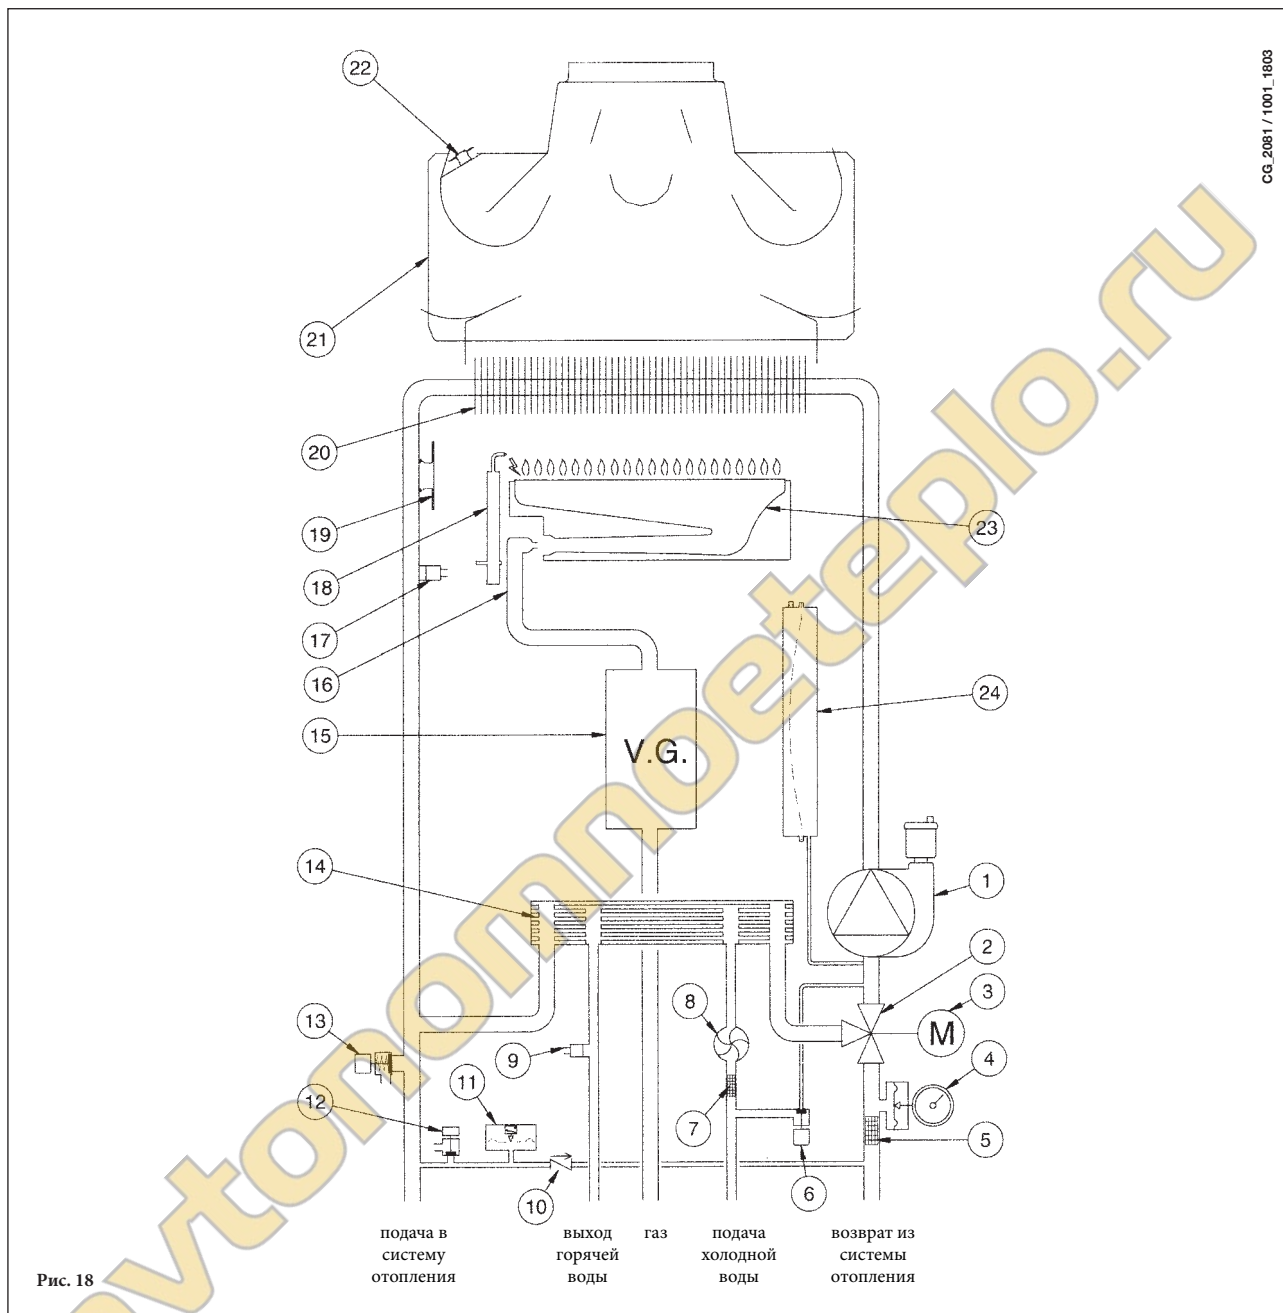 CG_2081 / 1001_1803
22
21
20
19
18
23
17
16
24
15
V.G.
14
1
2
3
M
8
13
9
11
4
12
7
5
6
10
подача в
систему
отопления
выход
горячей
воды
газ
подача
холодной
воды
возврат из
системы
отопления
Рис. 18
avtonomnoeteplo.ru